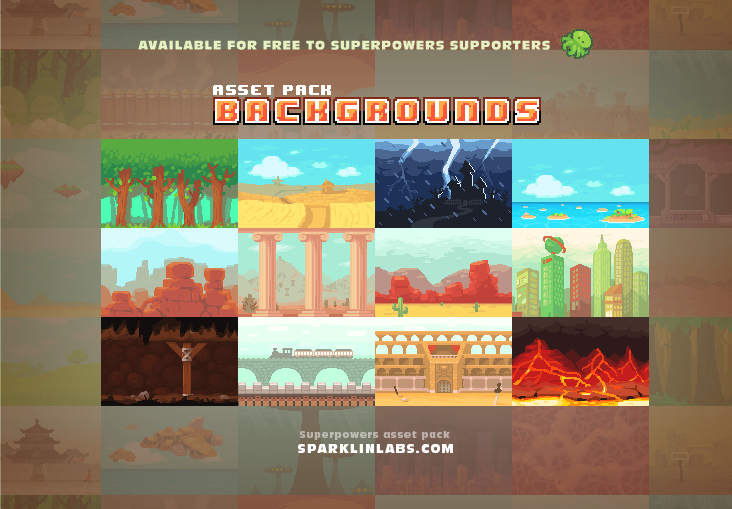 AVAILABLE FOR FREE TO SUPERPOWERS SUPPORTERS
ASSET PACK
BACKGROUNDS
Superpowers asset pack
SPARKLINLABS.COM